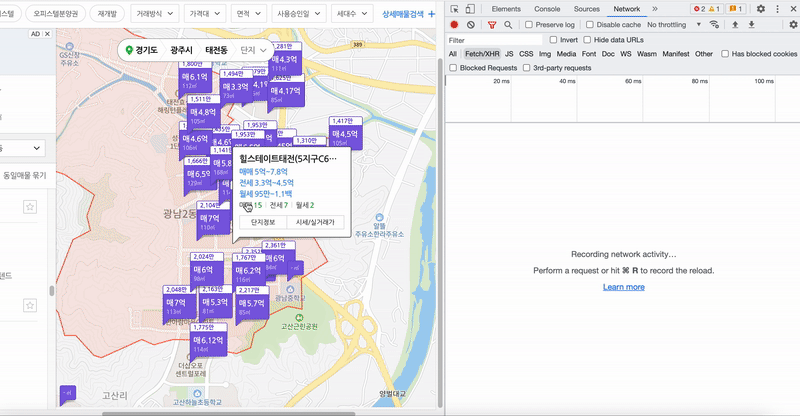 스텔
오피스텔분양권
재개발
거래방식
가격대
면적
사용승인일
세대수
상세매물검색 +
AD
동일매물 묶기
경기도
광주시
태전동
단지
GS신장
주유소
389
1,800만
매6.1억
112㎡
1,494만
매3.3억
73㎡
,281만
매4.3억
111㎡
매4.17억
85㎡
1,511만
매4.8억
105㎡
1,417만
매4.5억
105㎡
매4.6억
106㎡
1,953만
1,953만
1,310만
1,666만
매6.5억
129㎡
힐스테이트태전(5지구C6…
매매 5억~7.8억
전세 3.3억~4.5억
월세 95만~1.1백
매매 15
전세 7
월세 2
단지정보
시세/실거래가
광남2동
2,104만
매7억
110㎡
알뜰
주유소한라주유소
2,024만
매6억
98㎡
1,767만
매6.2억
116㎡
2,361만
2,048만
매7억
113㎡
2,163만
매5.3억
81㎡
2,217만
매5.7억
85㎡
광남중학교
고산근린공원
1,775만
매6.12억
114㎡
더샵오포
센트럴포레
고산리
고산하늘초등학교
양벌대교
Elements
Console
Sources
Network
»
2
1
Preserve log
Disable cache
No throttling
Filter
Invert
Hide data URLs
All
Fetch/XHR
JS
CSS
Img
Media
Font
Doc
WS
Wasm
Manifest
Other
Has blocked cookies
Blocked Requests
3rd-party requests
20 ms
40 ms
60 ms
80 ms
100 ms
Recording network activity…
Perform a request or hit ⌘ R to record the reload.
Learn more